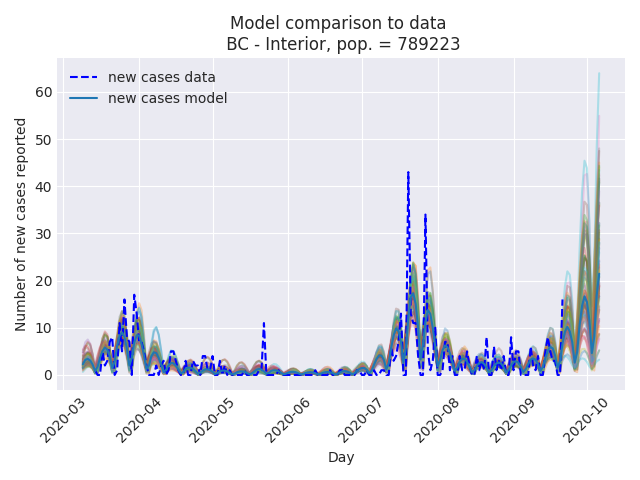 Model comparison to data
BC - Interior, pop. = 789223
new cases data
new cases model
Number of new cases reported
60
50
40
30
20
10
0
2020-03
2020-04
2020-05
2020-06
2020-07
2020-08
2020-09
2020-10
Day